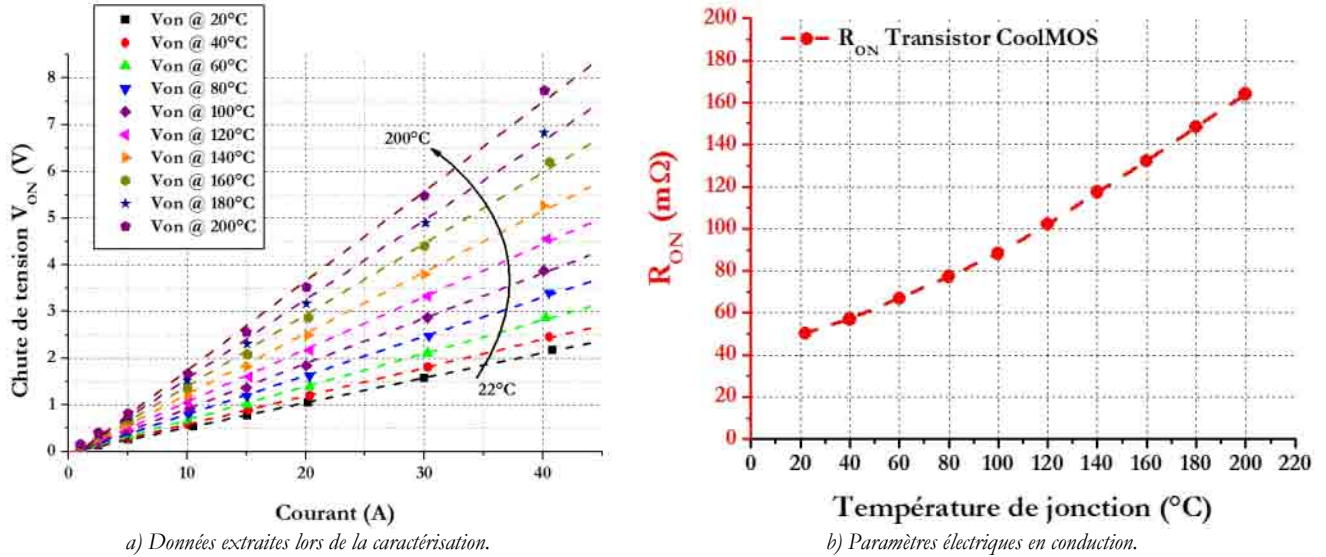 Von @ 20°C
Von @ 40°C
Von @ 60°C
Von @ 80°C
Von @ 100°C
Von @ 120°C
Von @ 140°C
Von @ 160°C
Von @ 180°C
Von @ 200°C
Chute de tension VON (V)
8
7
6
5
4
3
2
1
0
200°C
22°C
0 10 20 30 40
Courant (A)
a) Données extraites lors de la caractérisation.
RON Transistor CoolMOS
RON (mΩ)
200
180
160
140
120
100
80
60
40
20
0
0 20 40 60 80 100 120 140 160 180 200 220
Température de jonction (°C)
b) Paramètres électriques en conduction.